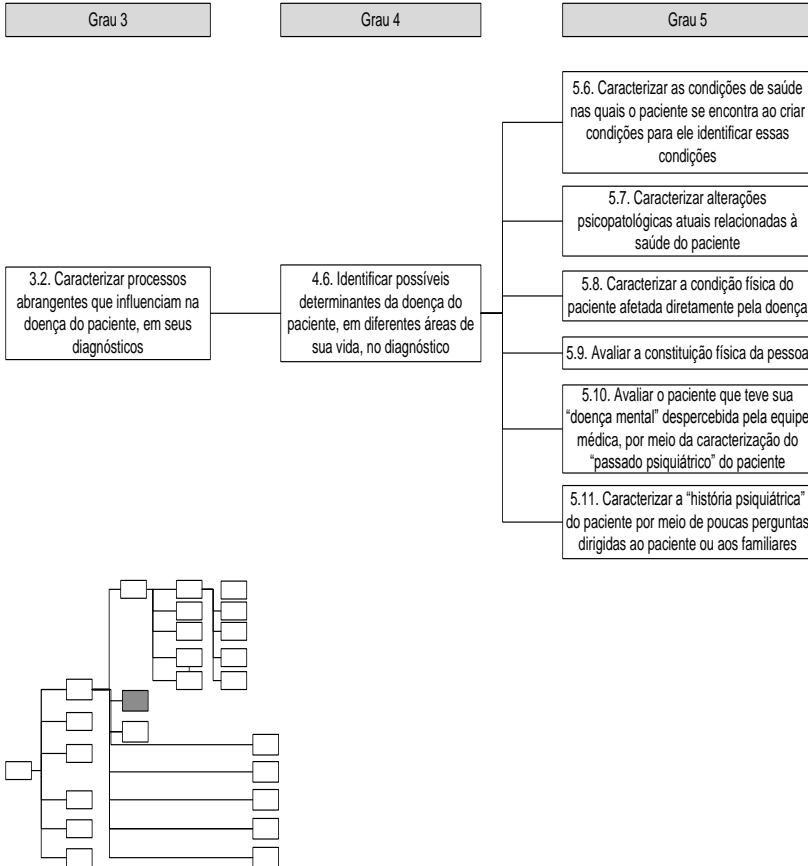 Grau 3
Grau 4
Grau 5
3.2. Caracterizar processos
abrangentes que influenciam na
doença do paciente, em seus
diagnósticos
4.6. Identificar possíveis
determinantes da doença do
paciente, em diferentes áreas de
sua vida, no diagnóstico
5.6. Caracterizar as condições de saúde
nas quais o paciente se encontra ao criar
condições para ele identificar essas
condições
5.7. Caracterizar alterações
psicopatológicas atuais relacionadas à
saúde do paciente
5.8. Caracterizar a condição física do
paciente afetada diretamente pela doença
5.9. Avaliar a constituição física da pessoa
5.10. Avaliar o paciente que teve sua
“doença mental” despercebida pela equipe
médica, por meio da caracterização do
“passado psiquiátrico” do paciente
5.11. Caracterizar a “história psiquiátrica”
do paciente por meio de poucas perguntas
dirigidas ao paciente ou aos familiares